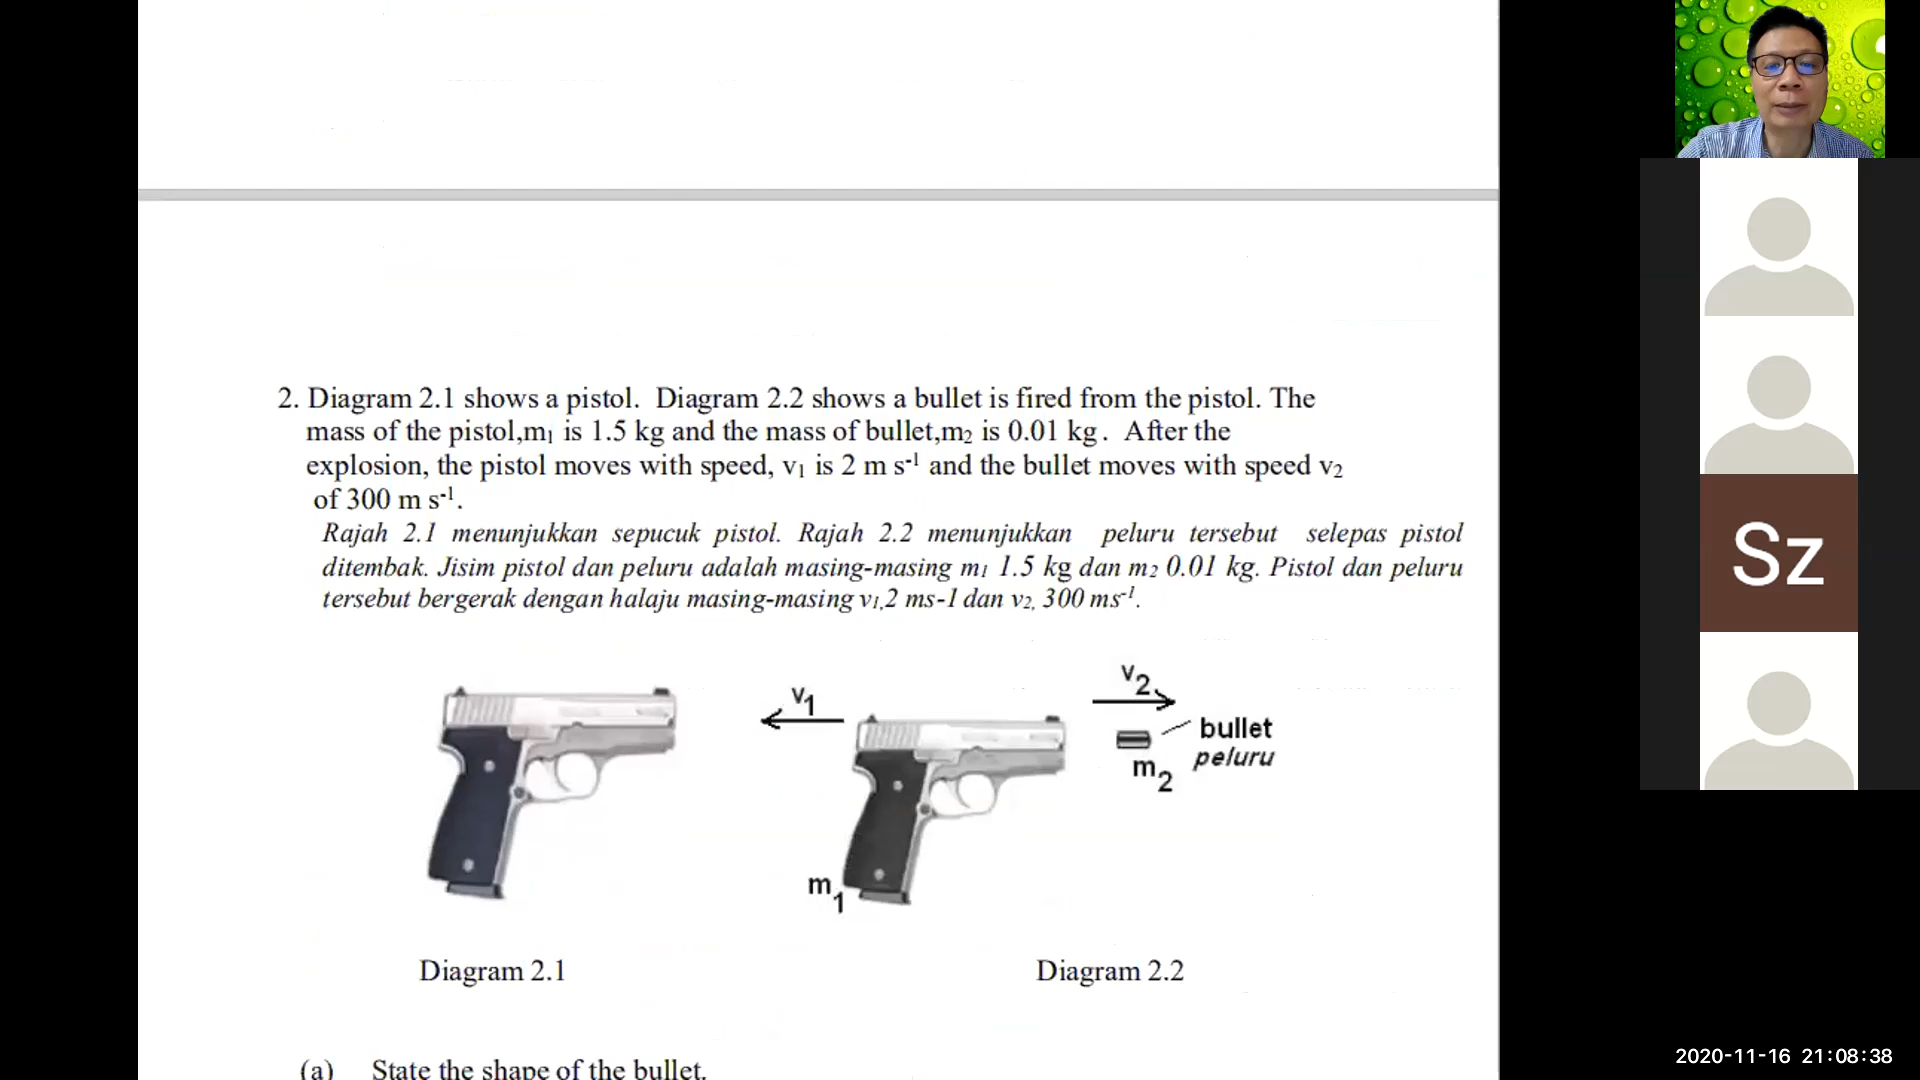 2. Diagram 2.1 shows a pistol. Diagram 2.2 shows a bullet is fired from the pistol. The
mass of the pistol,m1 is 1.5 kg and the mass of bullet,m2 is 0.01 kg. After the
explosion, the pistol moves with speed, v1 is 2 m s-1 and the bullet moves with speed v2
of 300 m s-1.
Rajah 2.1 menunjukkan sepucuk pistol. Rajah 2.2 menunjukkan peluru tersebut selepas pistol
ditembak. Jisim pistol dan peluru adalah masing-masing m1 1.5 kg dan m2 0.01 kg. Pistol dan peluru
tersebut bergerak dengan halaju masing-masing v1,2 ms-1 dan v2, 300 ms-1.
Sz
v1
v2
bullet
peluru
m2
m1
Diagram 2.1
Diagram 2.2
(a) State the shape of the bullet.
2020-11-16 21:08:38